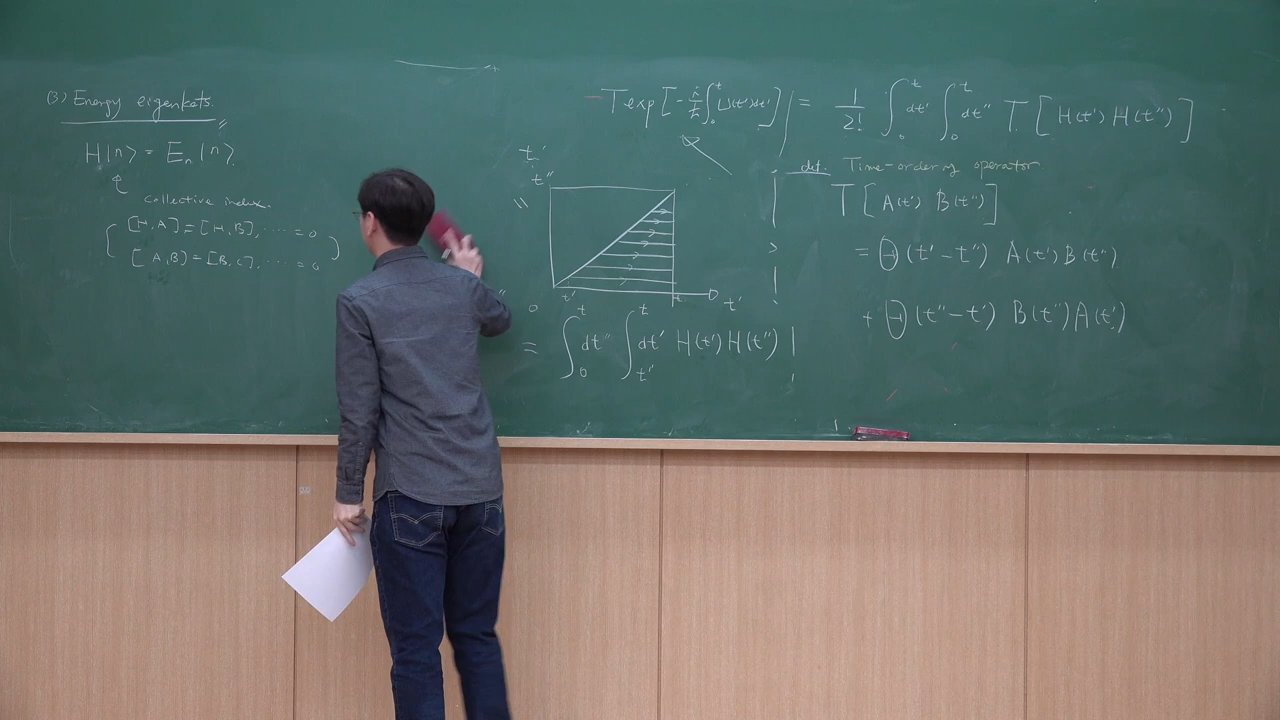 (3) Energy eigenkets.
H|n> = E_n|n>.
collective index.
[H,A]=[H,B], ... =0
[A,B]=[B,C], ... =0
T exp[-i/ħ ∫_0^t H(t')dt'] = 1/2! ∫_0^t dt' ∫_0^t dt'' T[H(t')H(t'')]
t'
t''
"
0 t' t t'
= ∫_0^t dt'' ∫_{t'}^t dt' H(t')H(t'')
def. Time-ordering operator
T[A(t') B(t'')]
= Θ(t'-t'') A(t')B(t'')
+ Θ(t''-t') B(t'')A(t')